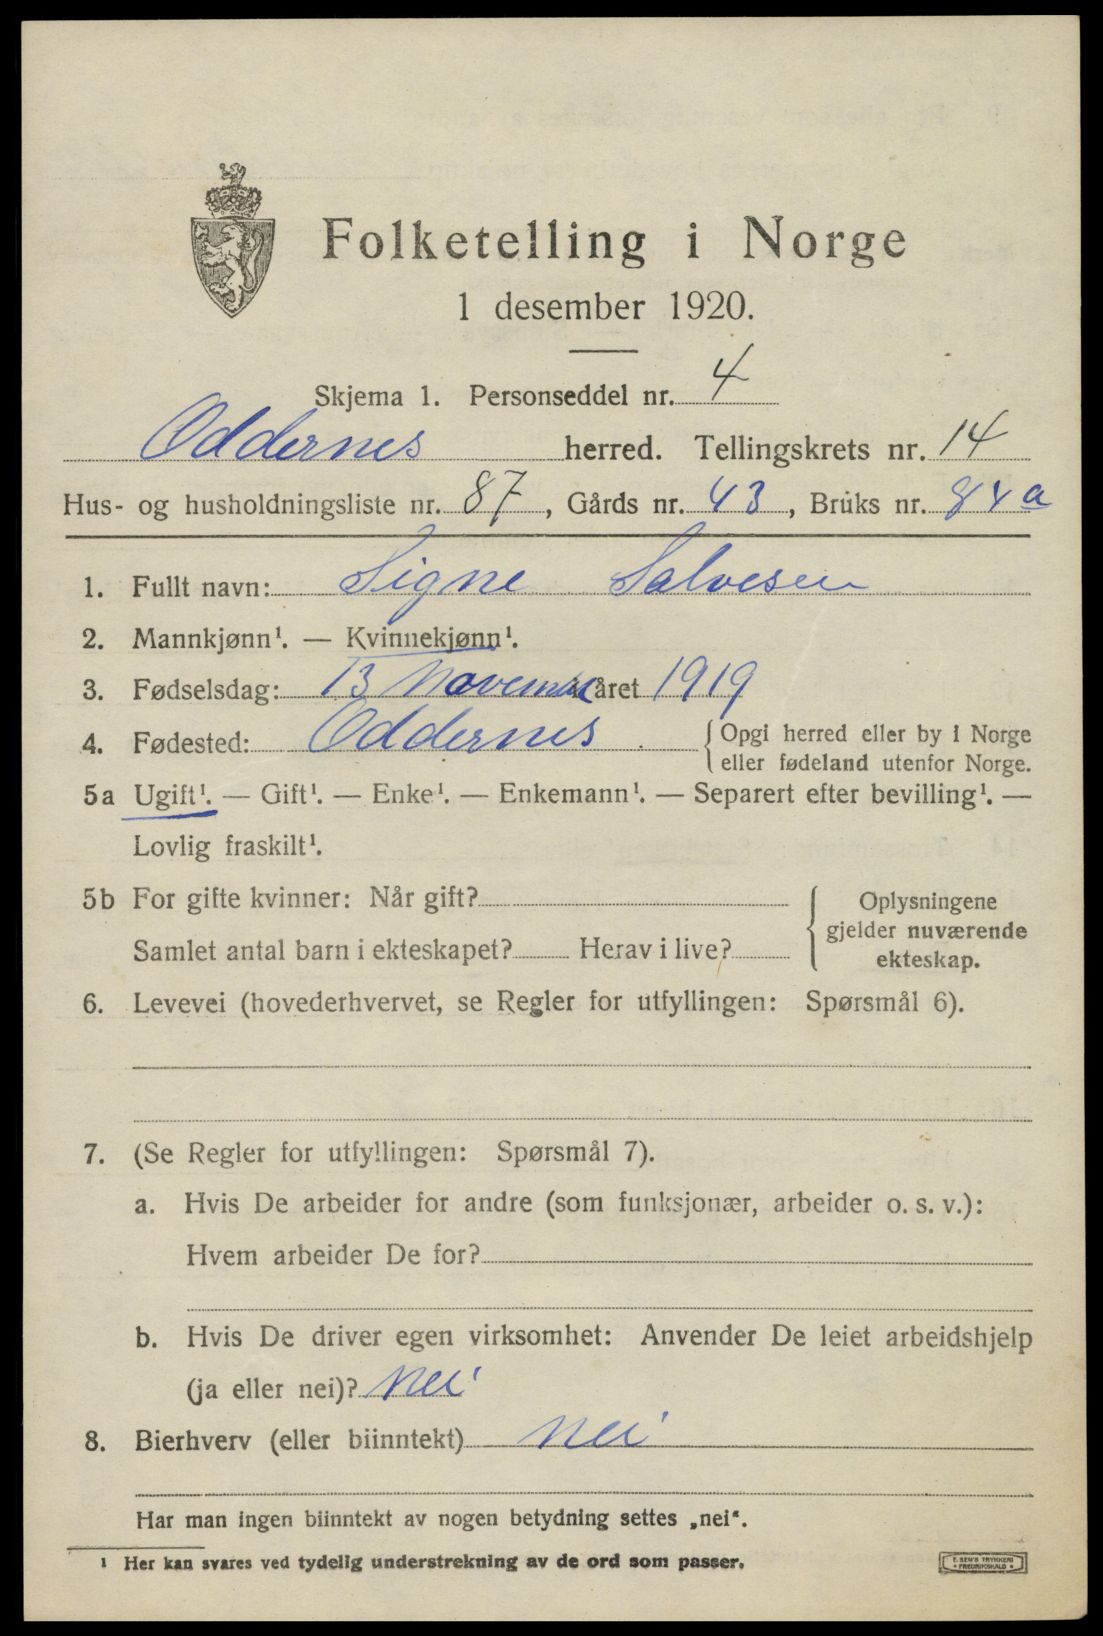 Folketelling i Norge
1 desember 1920.
Skjema 1. Personseddel nr. 4
Oddernes herred. Tellingskrets nr. 14
Hus- og husholdningsliste nr. 87, Gårds nr. 43, Bruks nr.
1. Fullt navn: Signe Salvesen
2. Mannkjønn¹. — Kvinnekjønn¹.
3. Fødselsdag: 13 året 1919
4. Fødested: Oddernes. {Opgi herred eller by i Norge
eller fødeland utenfor Norge.
5a Ugift¹. — Gift¹. — Enke¹. — Enkemann¹. — Separert efter bevilling¹. —
Lovlig fraskilt¹.
5b For gifte kvinner: Når gift?
Samlet antal barn i ekteskapet? Herav i live?
Oplysningene
gjelder nuværende
ekteskap.
6. Levevei (hovederhvervet, se Regler for utfyllingen: Spørsmål 6).
7. (Se Regler for utfyllingen: Spørsmål 7).
a. Hvis De arbeider for andre (som funksjonær, arbeider o. s. v.):
Hvem arbeider De for?
b. Hvis De driver egen virksomhet: Anvender De leiet arbeidshjelp
(ja eller nei)? nei
8. Bierhverv (eller biinntekt) nei
Har man ingen biinntekt av nogen betydning settes „nei“.
¹ Her kan svares ved tydelig understrekning av de ord som passer.
E. SEM'S TRYKKERI
• FREDRIKSHALD •